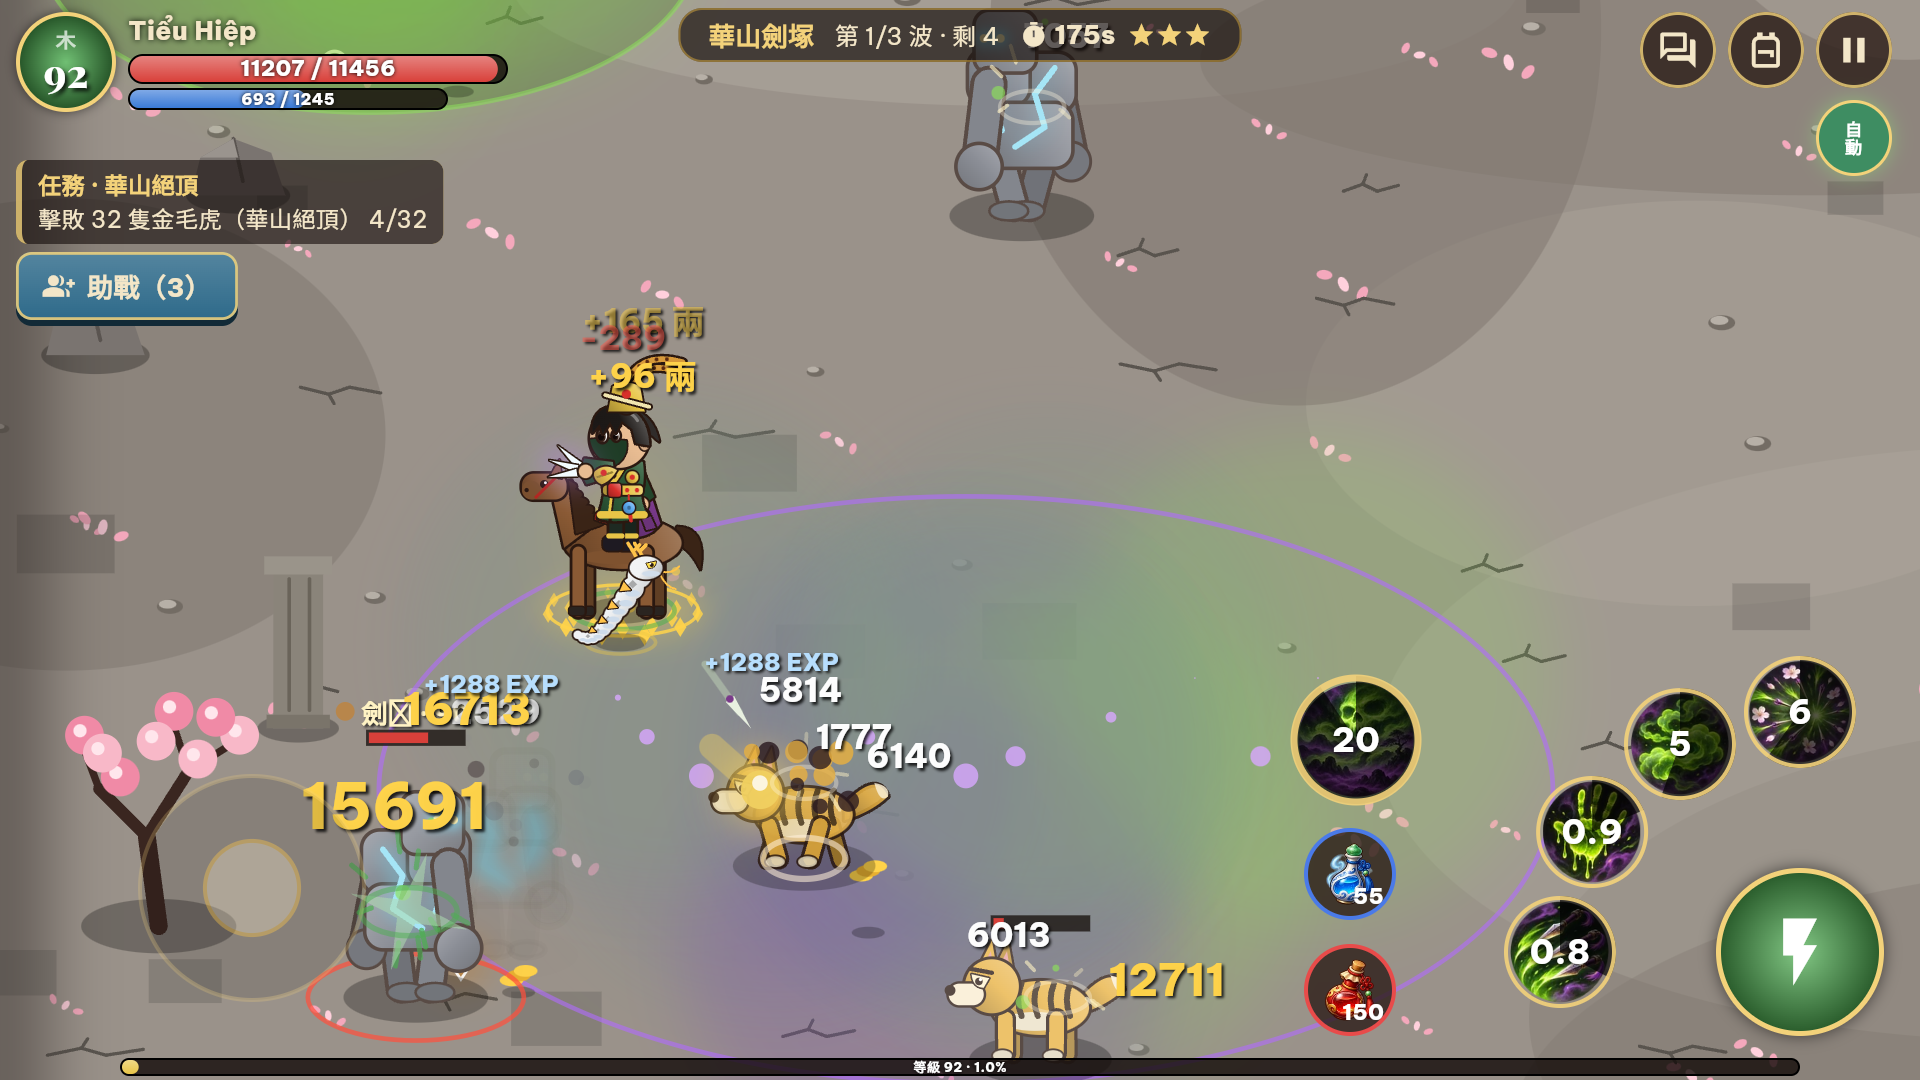 木
92
Tiểu Hiệp
11207 / 11456
693 / 1245
華山劍塚 第 1/3 波 · 剩 4 175s
自動
任務 · 華山絕頂
擊敗 32 隻金毛虎（華山絕頂） 4/32
助戰（3）
+165 兩
-289
+96 兩
+1288 EXP
5814
+1288 EXP
劍
16713
1777
6140
15691
6013
12711
20
5
6
0.9
0.8
55
150
等級 92 · 1.0%